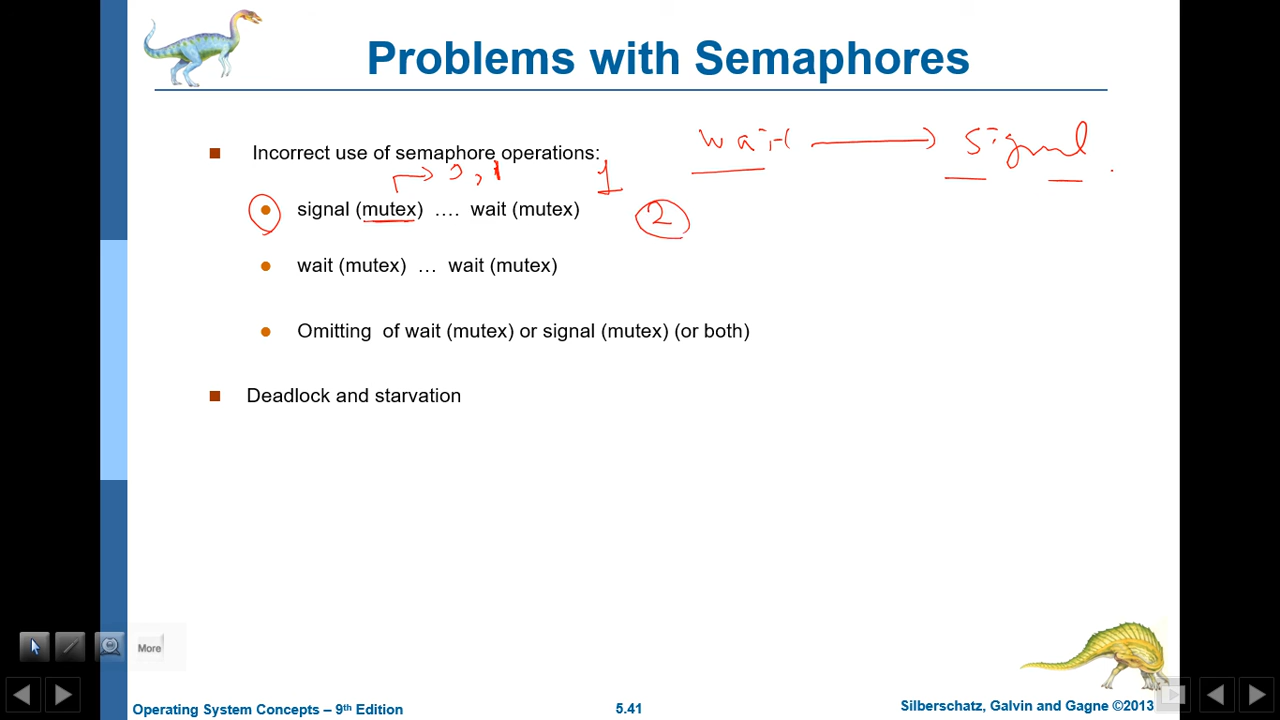 Problems with Semaphores
wait → signal
Incorrect use of semaphore operations:
→ 0, 1
1
signal (mutex) …. wait (mutex)
2
wait (mutex) … wait (mutex)
Omitting of wait (mutex) or signal (mutex) (or both)
Deadlock and starvation
More
Operating System Concepts – 9th Edition
5.41
Silberschatz, Galvin and Gagne ©2013